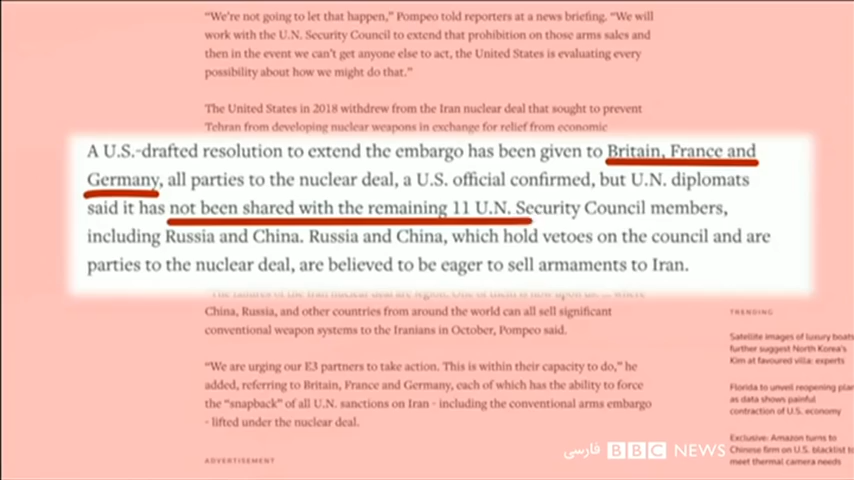 “We’re not going to let that happen,” Pompeo told reporters at a news briefing. “We will
work with the U.N. Security Council to extend that prohibition on those arms sales and
then in the event we can’t get anyone else to act, the United States is evaluating every
possibility about how we might do that.”
The United States in 2018 withdrew from the Iran nuclear deal that sought to prevent
Tehran from developing nuclear weapons in exchange for relief from economic
A U.S.-drafted resolution to extend the embargo has been given to Britain, France and
Germany, all parties to the nuclear deal, a U.S. official confirmed, but U.N. diplomats
said it has not been shared with the remaining 11 U.N. Security Council members,
including Russia and China. Russia and China, which hold vetoes on the council and are
parties to the nuclear deal, are believed to be eager to sell armaments to Iran.
China, Russia, and other countries from around the world can all sell significant
conventional weapon systems to the Iranians in October, Pompeo said.
“We are urging our E3 partners to take action. This is within their capacity to do,” he
added, referring to Britain, France and Germany, each of which has the ability to force
the “snapback” of all U.N. sanctions on Iran - including the conventional arms embargo
- lifted under the nuclear deal.
ADVERTISEMENT
TRENDING
Satellite images of luxury boats
further suggest North Korea’s
Kim at favoured villa: experts
Florida to unveil reopening plan
as data shows painful
contraction of U.S. economy
Exclusive: Amazon turns to
Chinese firm on U.S. blacklist to
meet thermal camera needs
BBC NEWS فارسی